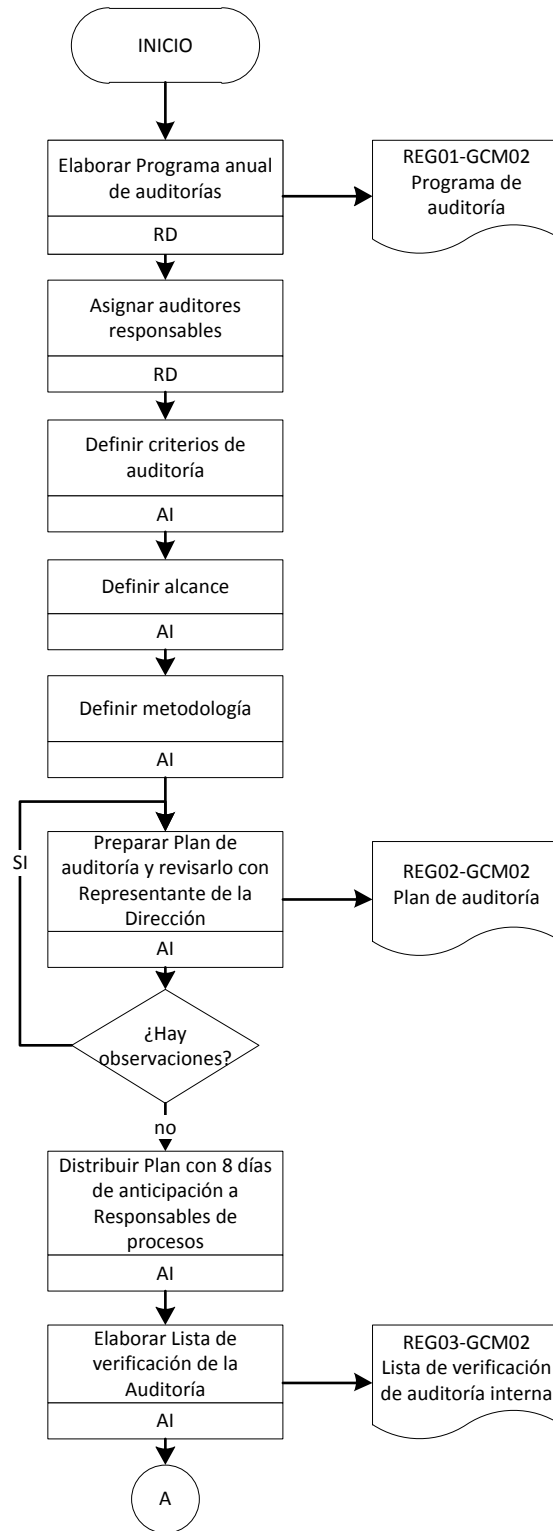 INICIO
Elaborar Programa anual
de auditorías
RD
REG01-GCM02
Programa de
auditoría
Asignar auditores
responsables
RD
Definir criterios de
auditoría
AI
Definir alcance
AI
Definir metodología
AI
SI
Preparar Plan de
auditoría y revisarlo con
Representante de la
Dirección
AI
REG02-GCM02
Plan de auditoría
¿Hay
observaciones?
no
Distribuir Plan con 8 días
de anticipación a
Responsables de
procesos
AI
Elaborar Lista de
verificación de la
Auditoría
AI
REG03-GCM02
Lista de verificación
de auditoría interna
A